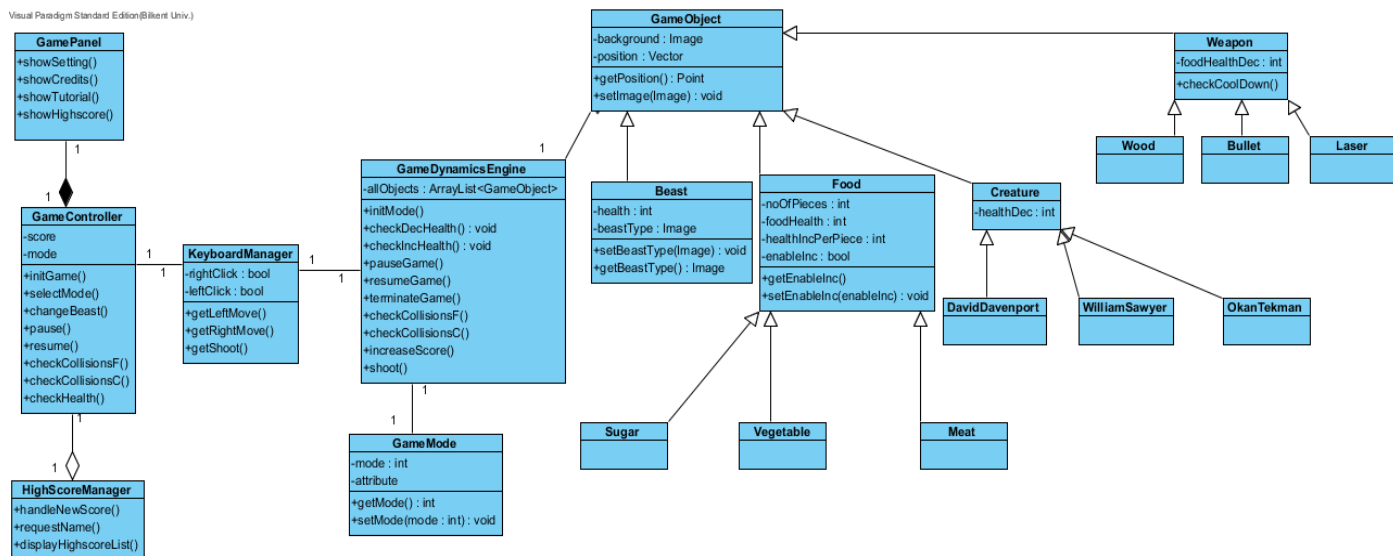 Visual Paradigm Standard Edition(Bilkent Univ.)
GamePanel
+showSetting()
+showCredits()
+showTutorial()
+showHighscore()
1
1
GameController
-score
-mode
+initGame()
+selectMode()
+changeBeast()
+pause()
+resume()
+checkCollisionsF()
+checkCollisionsC()
+checkHealth()
1
1
HighScoreManager
+handleNewScore()
+requestName()
+displayHighscoreList()
1
1
KeyboardManager
-rightClick : bool
-leftClick : bool
+getLeftMove()
+getRightMove()
+getShoot()
1
1
GameDynamicsEngine
-allObjects : ArrayList<GameObject>
+initMode()
+checkDecHealth() : void
+checkIncHealth() : void
+pauseGame()
+resumeGame()
+terminateGame()
+checkCollisionsF()
+checkCollisionsC()
+increaseScore()
+shoot()
1
1
1
GameMode
-mode : int
-attribute
+getMode() : int
+setMode(mode : int) : void
GameObject
-background : Image
-position : Vector
+getPosition() : Point
+setImage(Image) : void
*
Beast
-health : int
-beastType : Image
+setBeastType(Image) : void
+getBeastType() : Image
Food
-noOfPieces : int
-foodHealth : int
-healthIncPerPiece : int
-enableInc : bool
+getEnableInc()
+setEnableInc(enableInc) : void
Sugar
Vegetable
Meat
Creature
-healthDec : int
DavidDavenport
WilliamSawyer
OkanTekman
Weapon
-foodHealthDec : int
+checkCoolDown()
Wood
Bullet
Laser